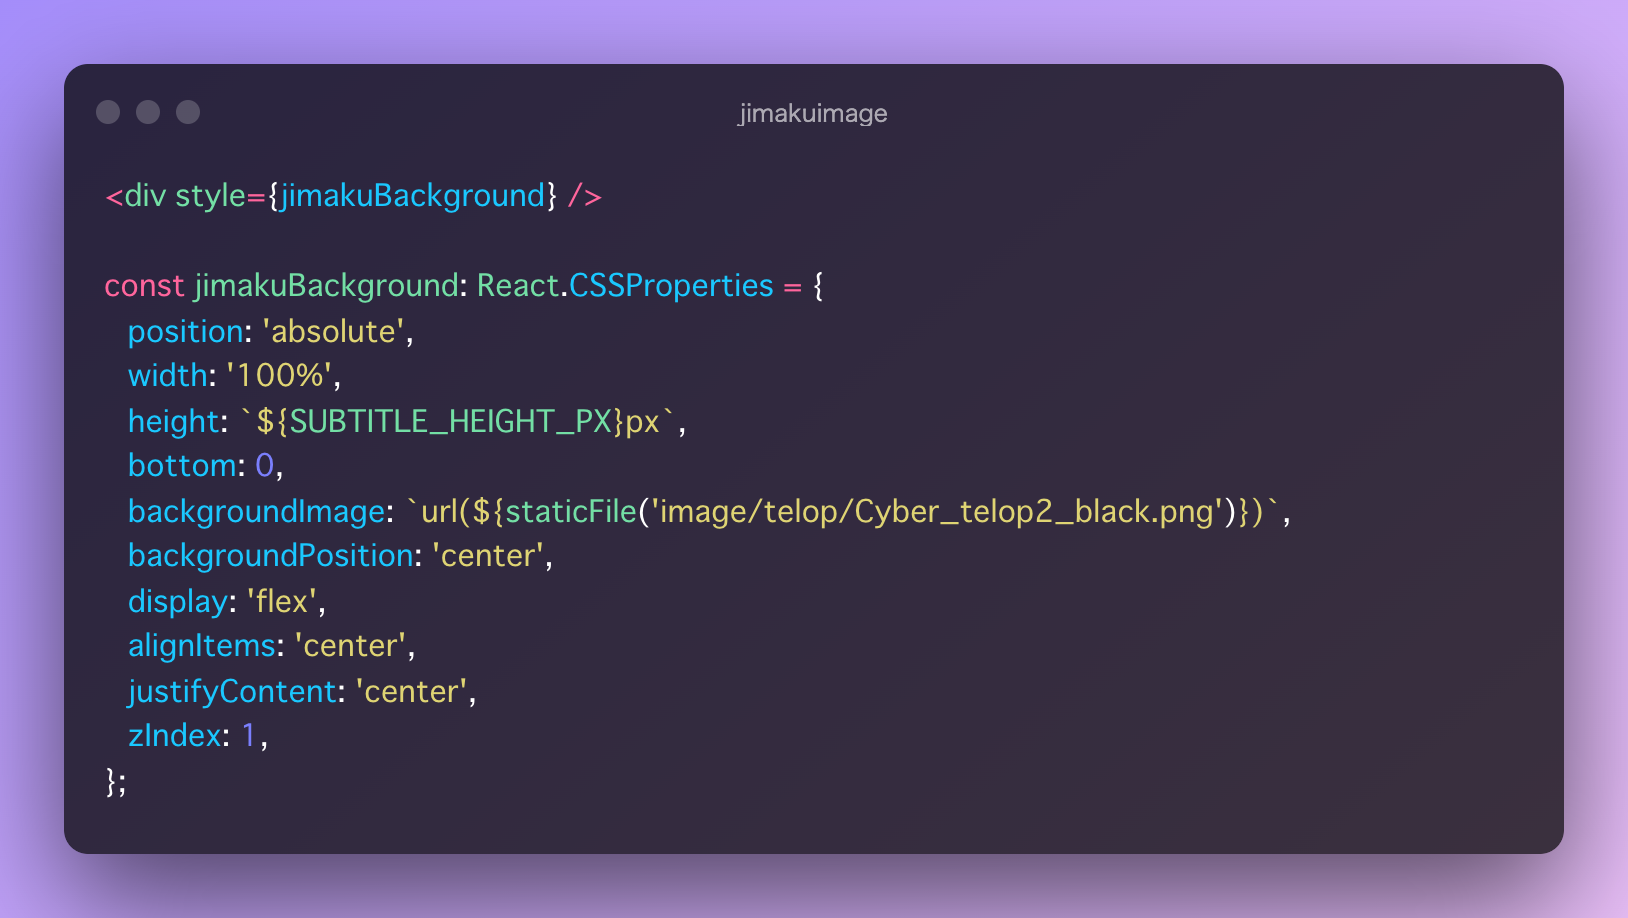 jimakuimage
<div style={jimakuBackground} />
const jimakuBackground: React.CSSProperties = {
position: 'absolute',
width: '100%',
height: `${SUBTITLE_HEIGHT_PX}px`,
bottom: 0,
backgroundImage: `url(${staticFile('image/telop/Cyber_telop2_black.png')})`,
backgroundPosition: 'center',
display: 'flex',
alignItems: 'center',
justifyContent: 'center',
zIndex: 1,
};